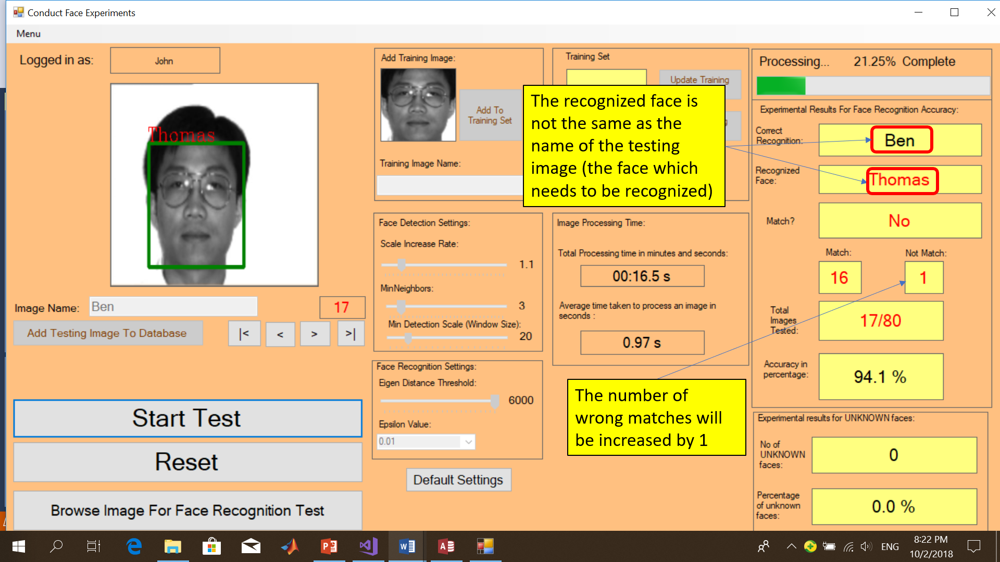 Conduct Face Experiments
Menu
Logged in as:
John
Thomas
Image Name:
Ben
17
Add Testing Image To Database
|<
<
>
>|
Start Test
Reset
Browse Image For Face Recognition Test
Add Training Image:
Add To
Training Set
Training Image Name:
Training Set
Update Training
The recognized face is
not the same as the
name of the testing
image (the face which
needs to be recognized)
Face Detection Settings:
Scale Increase Rate:
1.1
MinNeighbors:
3
Min Detection Scale (Window Size):
20
Face Recognition Settings:
Eigen Distance Threshold:
6000
Epsilon Value:
0.01
Default Settings
Image Processing Time:
Total Processing time in minutes and seconds:
00:16.5 s
Average time taken to process an image in
seconds :
0.97 s
The number of
wrong matches will
be increased by 1
Processing... 21.25% Complete
Experimental Results For Face Recognition Accuracy:
Correct
Recognition:
Ben
Recognized
Face:
Thomas
Match?
No
Match:
Not Match:
16
1
Total
Images
Tested:
17/80
Accuracy in
percentage:
94.1 %
Experimental results for UNKNOWN faces:
No of
UNKNOWN
faces:
0
Percentage
of unknown
faces:
0.0 %
ENG
8:22 PM
10/2/2018